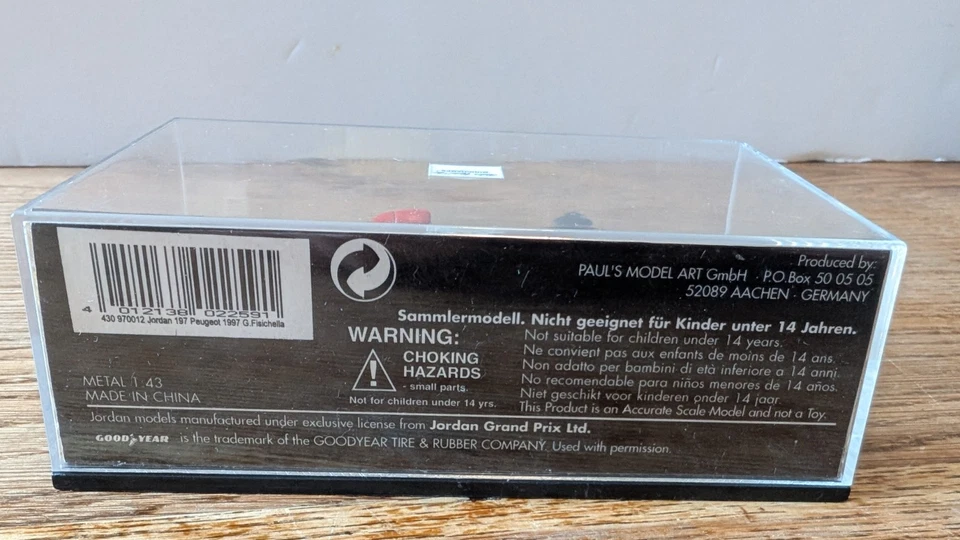 4 012138 022591
430 970012 Jordan 197 Peugeot 1997 G.Fisichella
Produced by:
PAUL'S MODEL ART GmbH · P.O.Box 50 05 05
52089 AACHEN · GERMANY
Sammlermodell. Nicht geeignet für Kinder unter 14 Jahren.
WARNING:
CHOKING
HAZARDS
- small parts.
Not for children under 14 yrs.
Not suitable for children under 14 years.
Ne convient pas aux enfants de moins de 14 ans.
Non adatto per bambini di età inferiore a 14 anni.
No recomendable para niños menores de 14 años.
Niet geschikt voor kinderen onder 14 jaar.
This Product is an Accurate Scale Model and not a Toy.
METAL 1:43
MADE IN CHINA
Jordan models manufactured under exclusive license from Jordan Grand Prix Ltd.
GOODYEAR is the trademark of the GOODYEAR TIRE & RUBBER COMPANY. Used with permission.